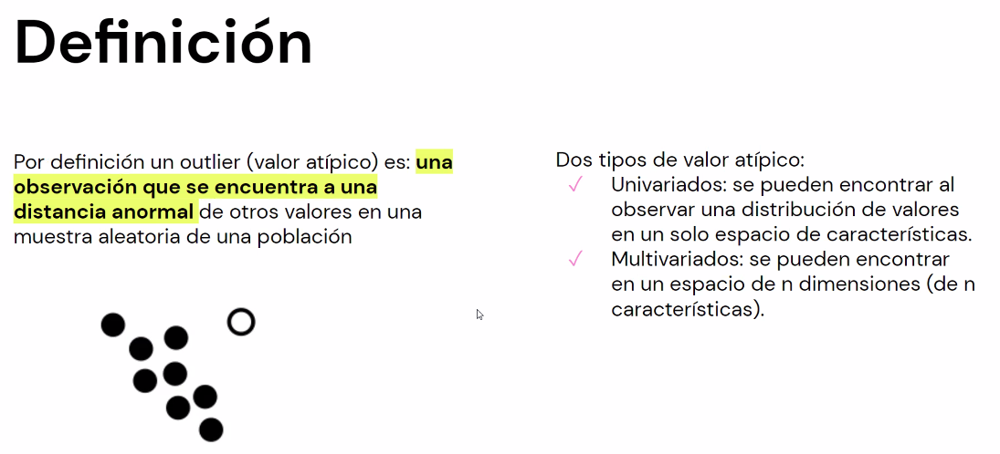 Definición
Por definición un outlier (valor atípico) es: una
observación que se encuentra a una
distancia anormal de otros valores en una
muestra aleatoria de una población
Dos tipos de valor atípico:
✓ Univariados: se pueden encontrar al
observar una distribución de valores
en un solo espacio de características.
✓ Multivariados: se pueden encontrar
en un espacio de n dimensiones (de n
características).